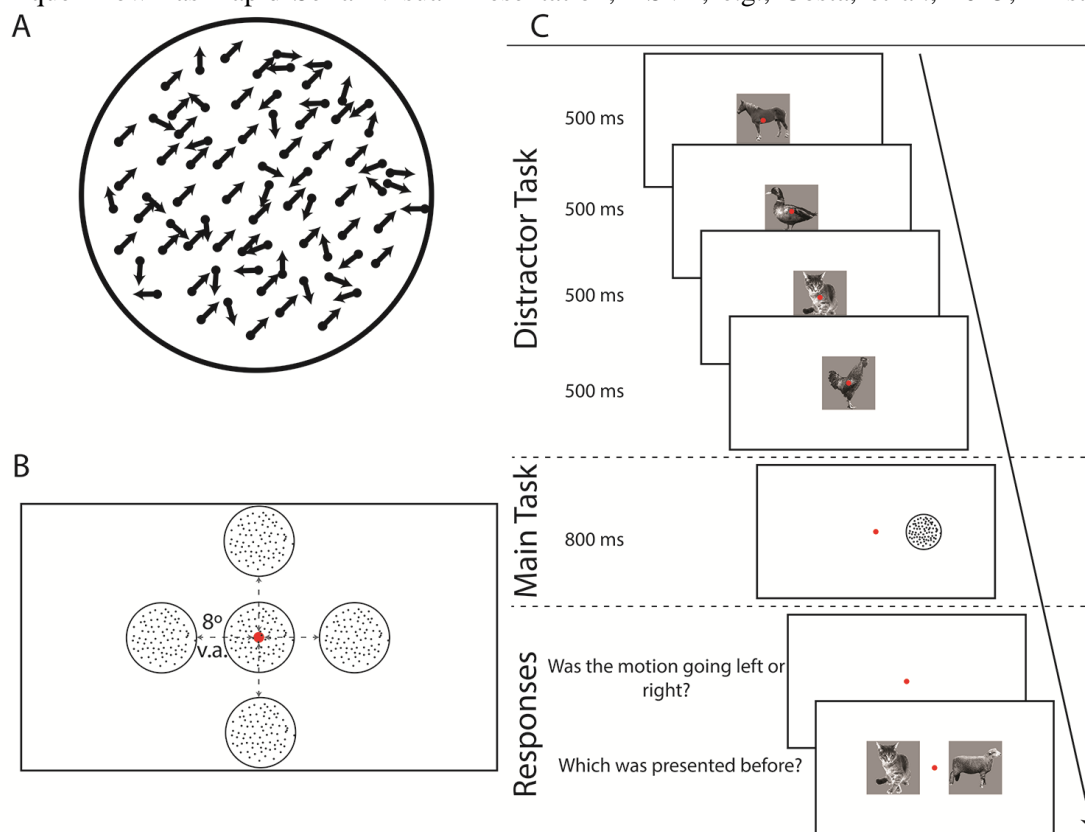 A
C
500 ms
500 ms
500 ms
500 ms
Distractor Task
B
8º
v.a.
Main Task
800 ms
Responses
Was the motion going left or
right?
Which was presented before?